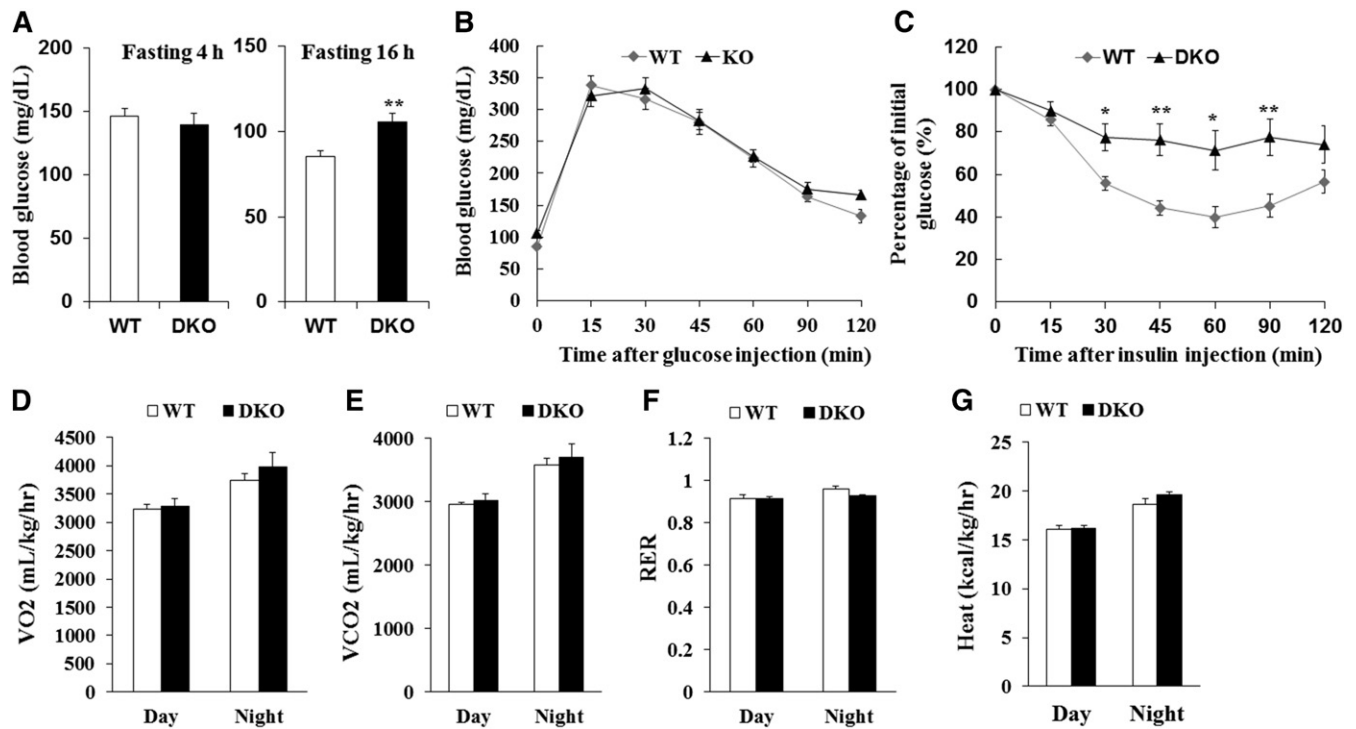 A
Fasting 4 h
Fasting 16 h
Blood glucose (mg/dL)
200
150
100
50
0
WT
DKO
150
100
50
0
**
WT
DKO
B
WT
KO
Blood glucose (mg/dL)
400
350
300
250
200
150
100
50
0
0
15
30
45
60
90
120
Time after glucose injection (min)
C
WT
DKO
Percentage of initial
glucose (%)
120
100
80
60
40
20
0
*
**
*
**
0
15
30
45
60
90
120
Time after insulin injection (min)
D
WT
DKO
VO2 (mL/kg/hr)
4500
4000
3500
3000
2500
2000
1500
1000
500
0
Day
Night
E
WT
DKO
VCO2 (mL/kg/hr)
4000
3000
2000
1000
0
Day
Night
F
WT
DKO
RER
1.2
1
0.8
0.6
0.4
0.2
0
Day
Night
G
WT
DKO
Heat (kcal/kg/hr)
25
20
15
10
5
0
Day
Night